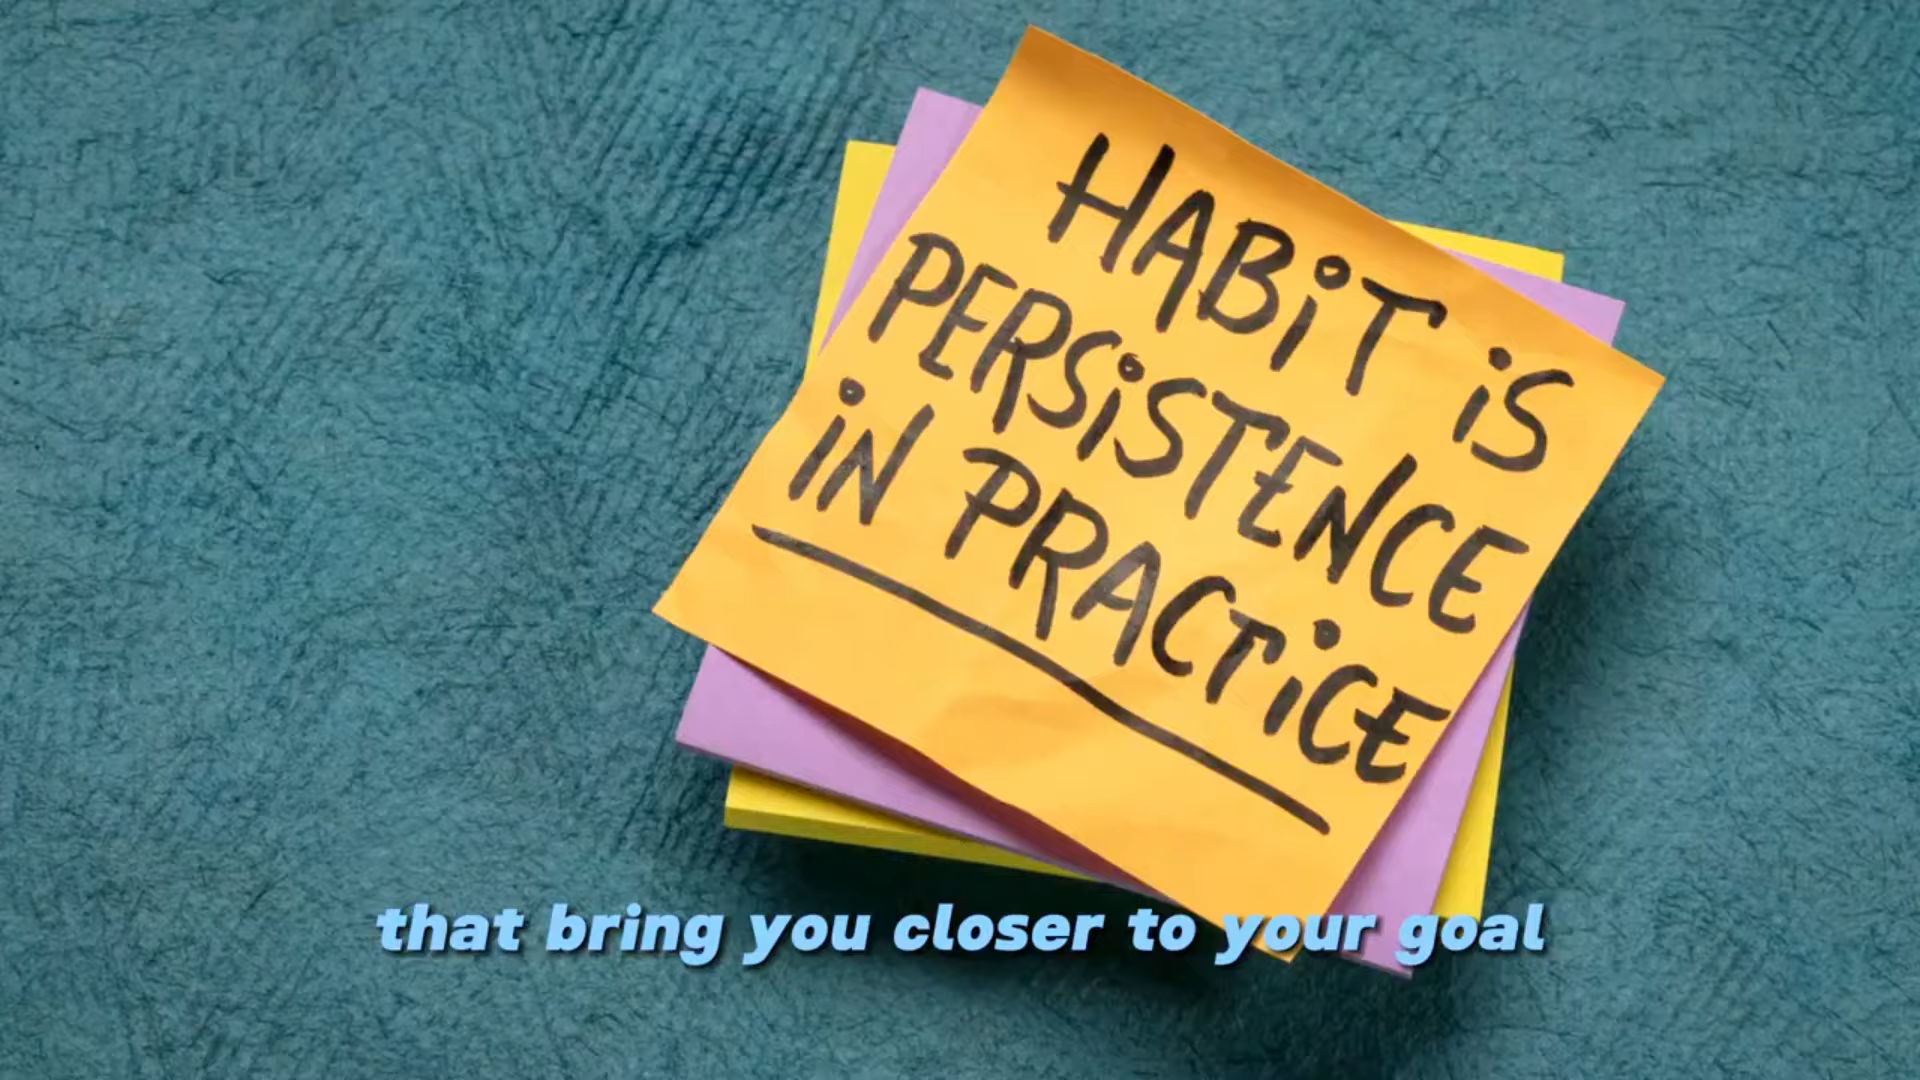 HABiT iS
PERSiSTENCE
iN PRACTiCE
that bring you closer to your goal